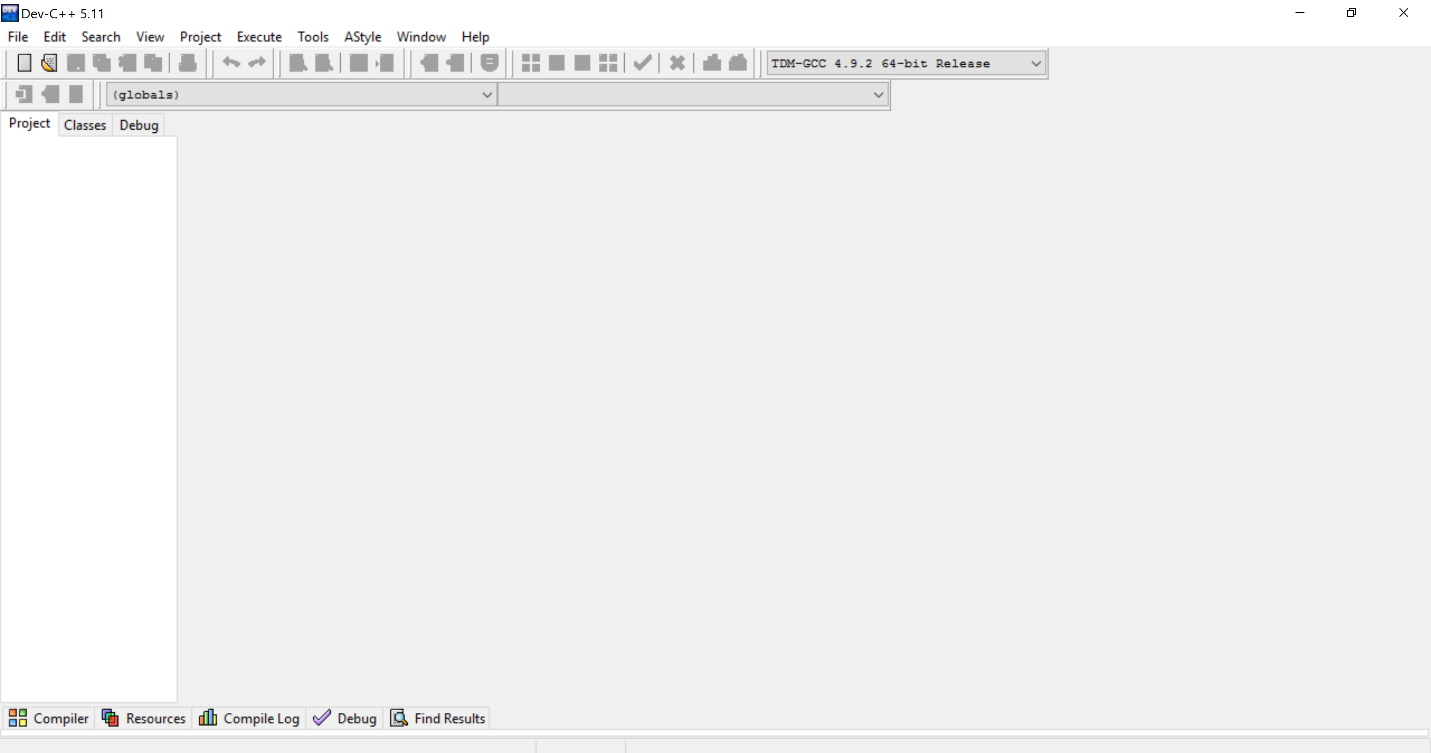 Dev-C++ 5.11
File Edit Search View Project Execute Tools AStyle Window Help
TDM-GCC 4.9.2 64-bit Release
(globals)
Project Classes Debug
Compiler Resources Compile Log Debug Find Results